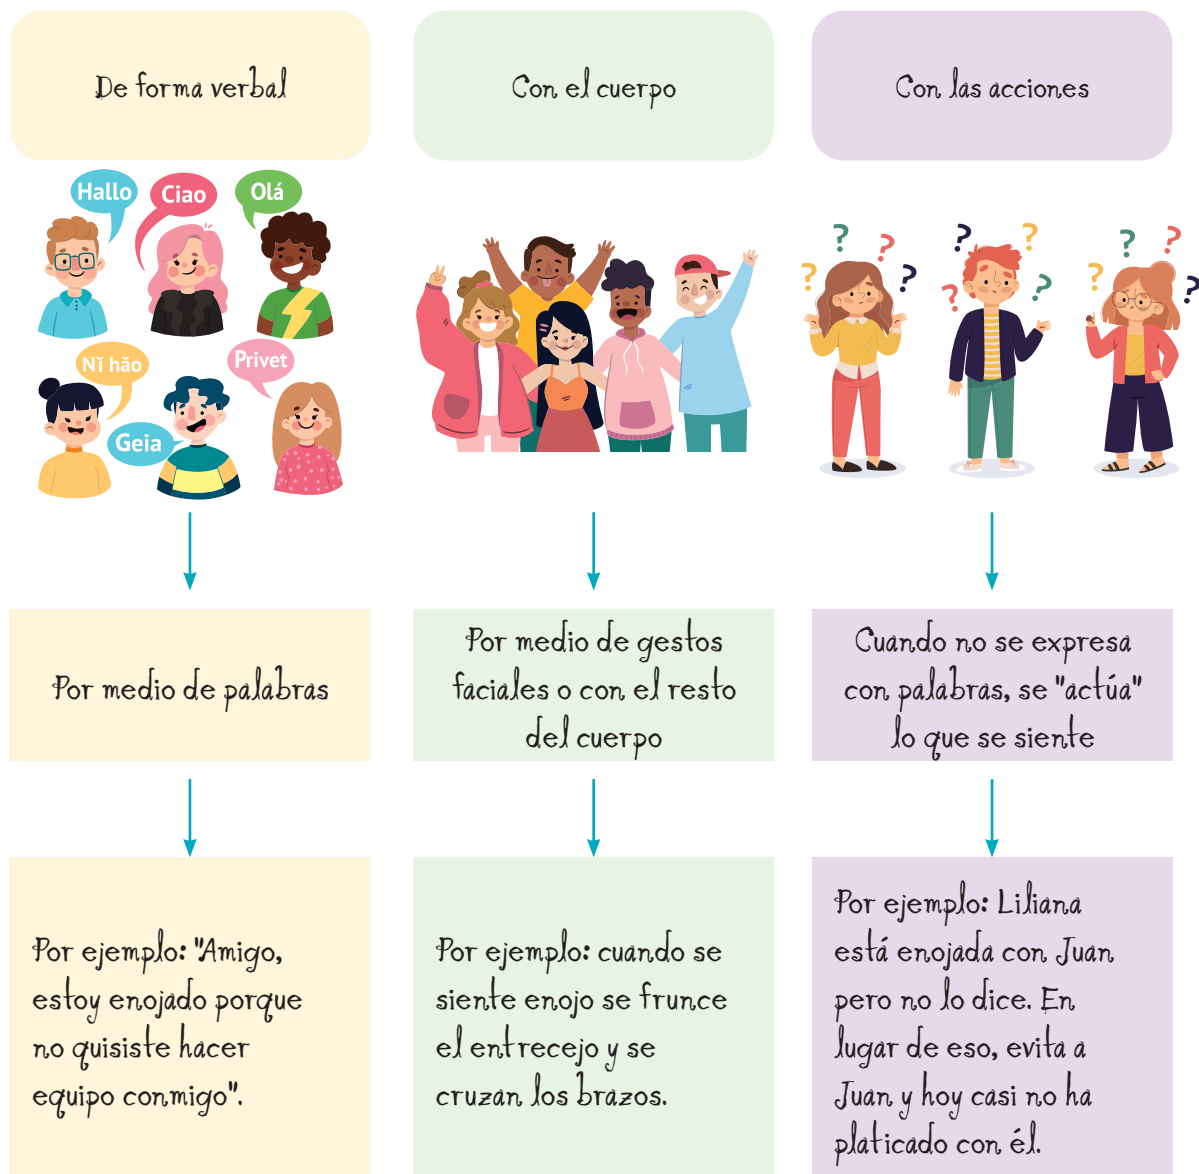 De forma verbal
Hallo
Ciao
Olá
Nĭ hăo
Privet
Geia
Por medio de palabras
Por ejemplo: "Amigo,
estoy enojado porque
no quisiste hacer
equipo conmigo".
Con el cuerpo
Por medio de gestos
faciales o con el resto
del cuerpo
Por ejemplo: cuando se
siente enojo se frunce
el entrecejo y se
cruzan los brazos.
Con las acciones
? ? ?
? ? ? ?
? ? ? ?
Cuando no se expresa
con palabras, se "actúa"
lo que se siente
Por ejemplo: Liliana
está enojada con Juan
pero no lo dice. En
lugar de eso, evita a
Juan y hoy casi no ha
platicado con él.